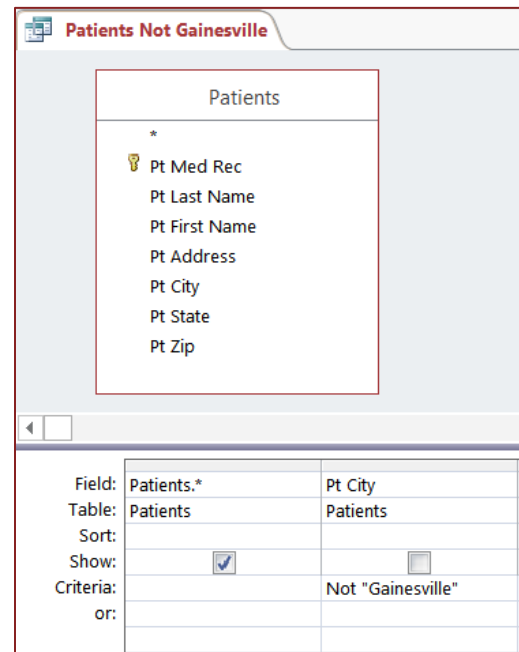 Patients Not Gainesville
Patients
*
Pt Med Rec
Pt Last Name
Pt First Name
Pt Address
Pt City
Pt State
Pt Zip
Field: Patients.* Pt City
Table: Patients Patients
Sort:
Show:
Criteria: Not "Gainesville"
or: